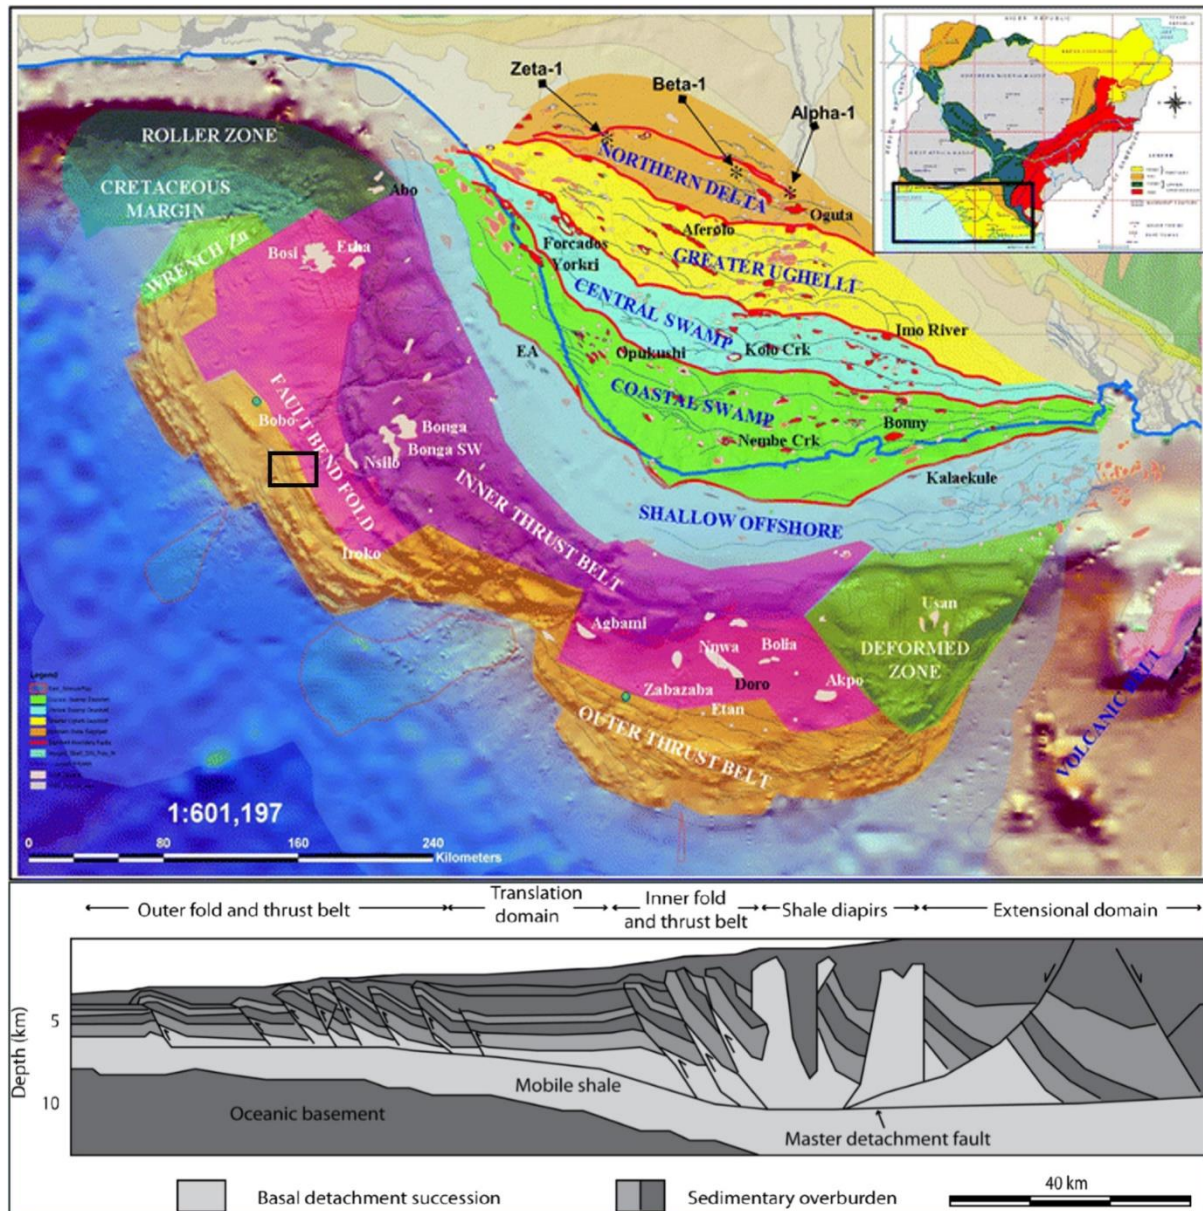 NIGER REPUBLIC
Zeta-1
Beta-1
Alpha-1
ROLLER ZONE
CRETACEOUS
MARGIN
WRENCH Zn
Abo
NORTHERN DELTA
Oguta
Aferolo
Forcados
Yorkri
GREATER UGHELLI
Bosi
Erha
CENTRAL SWAMP
Imo River
EA
Opukushi
Kolo Crk
COASTAL SWAMP
Bonny
Nembe Crk
Bobo
FAULT BEND FOLD
Bonga
Bonga SW
Nsilo
INNER THRUST BELT
Kalaekule
SHALLOW OFFSHORE
Iroko
Agbami
Usan
DEFORMED
ZONE
Nnwa
Bolia
Zabazaba
Doro
Akpo
Etan
OUTER THRUST BELT
VOLCANIC BELT
Legend
1:601,197
0 80 160 240
Kilometers
Outer fold and thrust belt
Translation
domain
Inner fold
and thrust belt
Shale diapirs
Extensional domain
Depth (km)
5
10
Mobile shale
Oceanic basement
Master detachment fault
Basal detachment succession
Sedimentary overburden
40 km